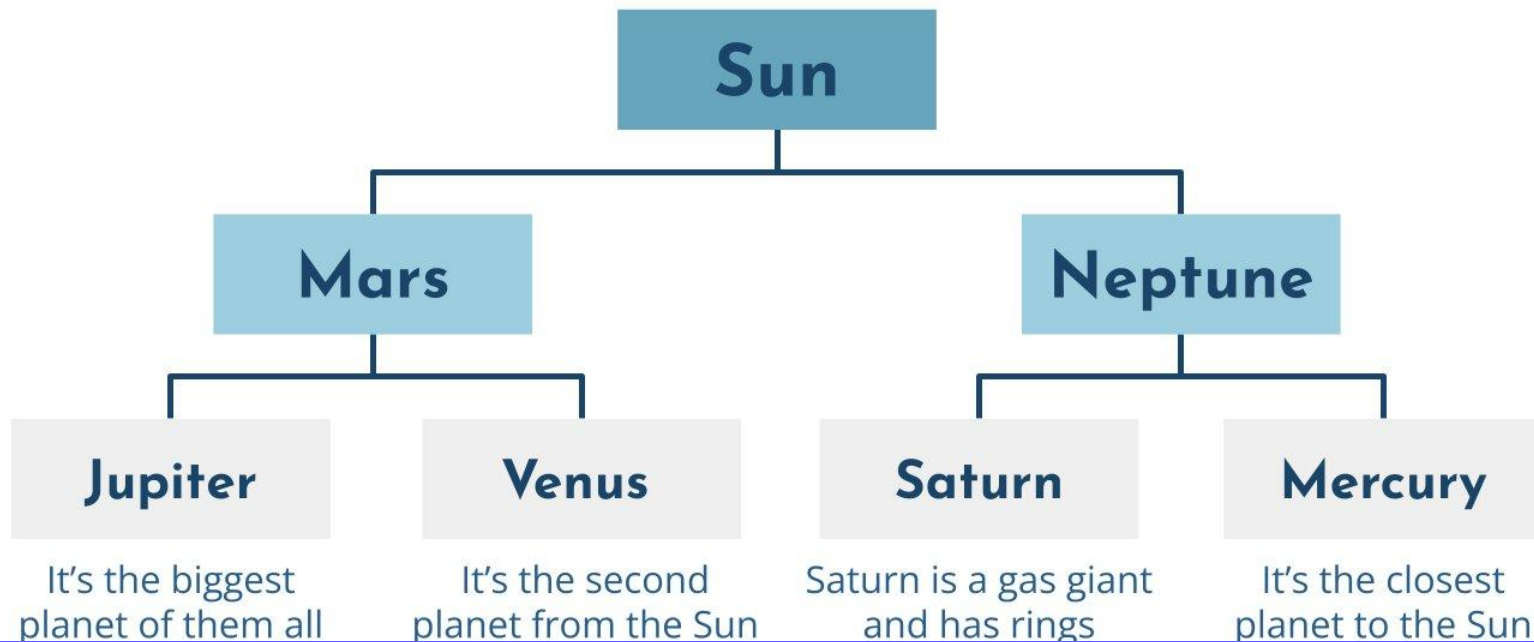 Sun
Mars
Neptune
Jupiter
Venus
Saturn
Mercury
It’s the biggest
planet of them all
It’s the second
planet from the Sun
Saturn is a gas giant
and has rings
It’s the closest
planet to the Sun